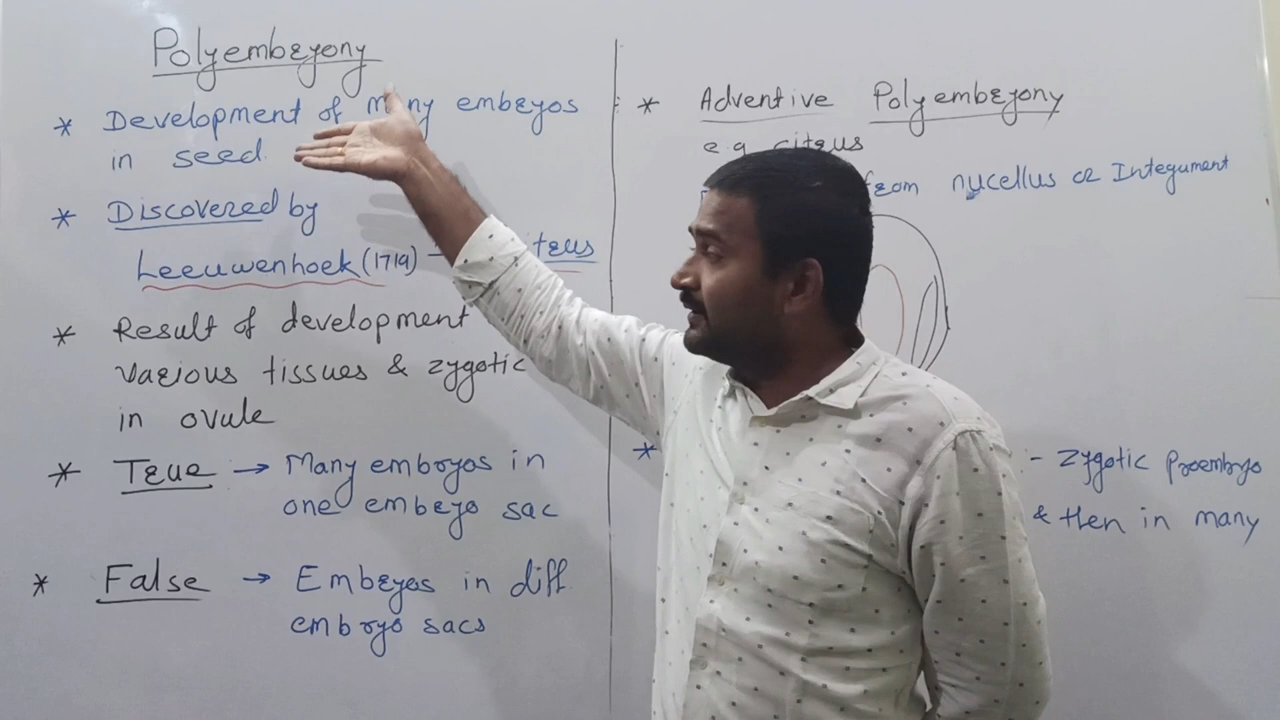 Polyembryony
* Development of many embryos
in seed.
* Discovered by
Leeuwenhoek (1719) -
* Result of development
various tissues & zygotic
in ovule
* True → Many embryos in
one embryo sac
* False → Embryos in diff
embryo sacs
* Adventive Polyembryony
e.g. citrus
from nucellus or Integument
*
- Zygotic Proembryo
& then in many